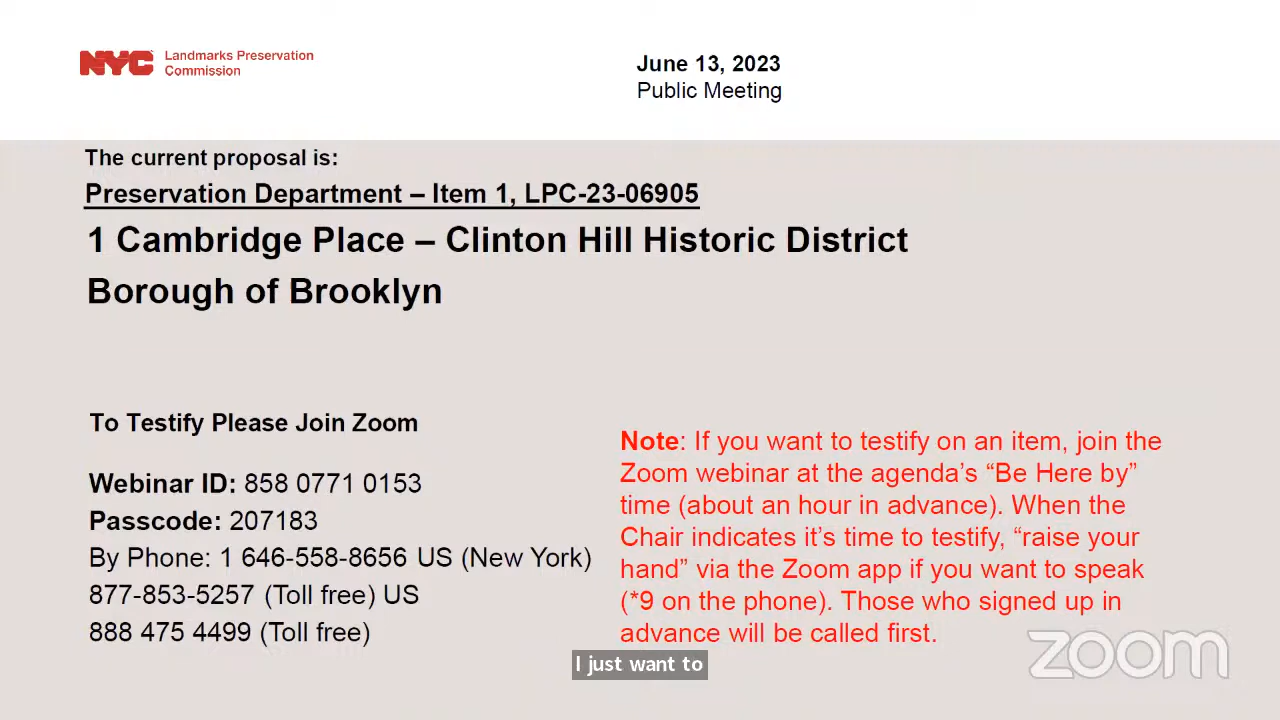 NYC Landmarks Preservation
Commission
June 13, 2023
Public Meeting
The current proposal is:
Preservation Department – Item 1, LPC-23-06905
1 Cambridge Place – Clinton Hill Historic District
Borough of Brooklyn
To Testify Please Join Zoom
Webinar ID: 858 0771 0153
Passcode: 207183
By Phone: 1 646-558-8656 US (New York)
877-853-5257 (Toll free) US
888 475 4499 (Toll free)
Note: If you want to testify on an item, join the
Zoom webinar at the agenda’s “Be Here by”
time (about an hour in advance). When the
Chair indicates it’s time to testify, “raise your
hand” via the Zoom app if you want to speak
(*9 on the phone). Those who signed up in
advance will be called first.
zoom
I just want to